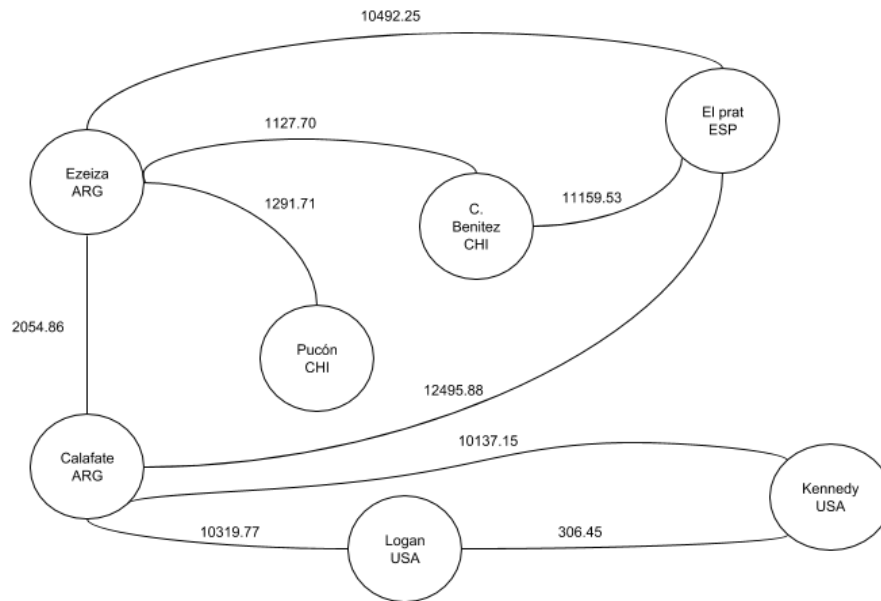 10492.25
El prat
ESP
1127.70
Ezeiza
ARG
1291.71
C.
Benitez
CHI
11159.53
2054.86
Pucón
CHI
12495.88
10137.15
Calafate
ARG
Kennedy
USA
10319.77
Logan
USA
306.45